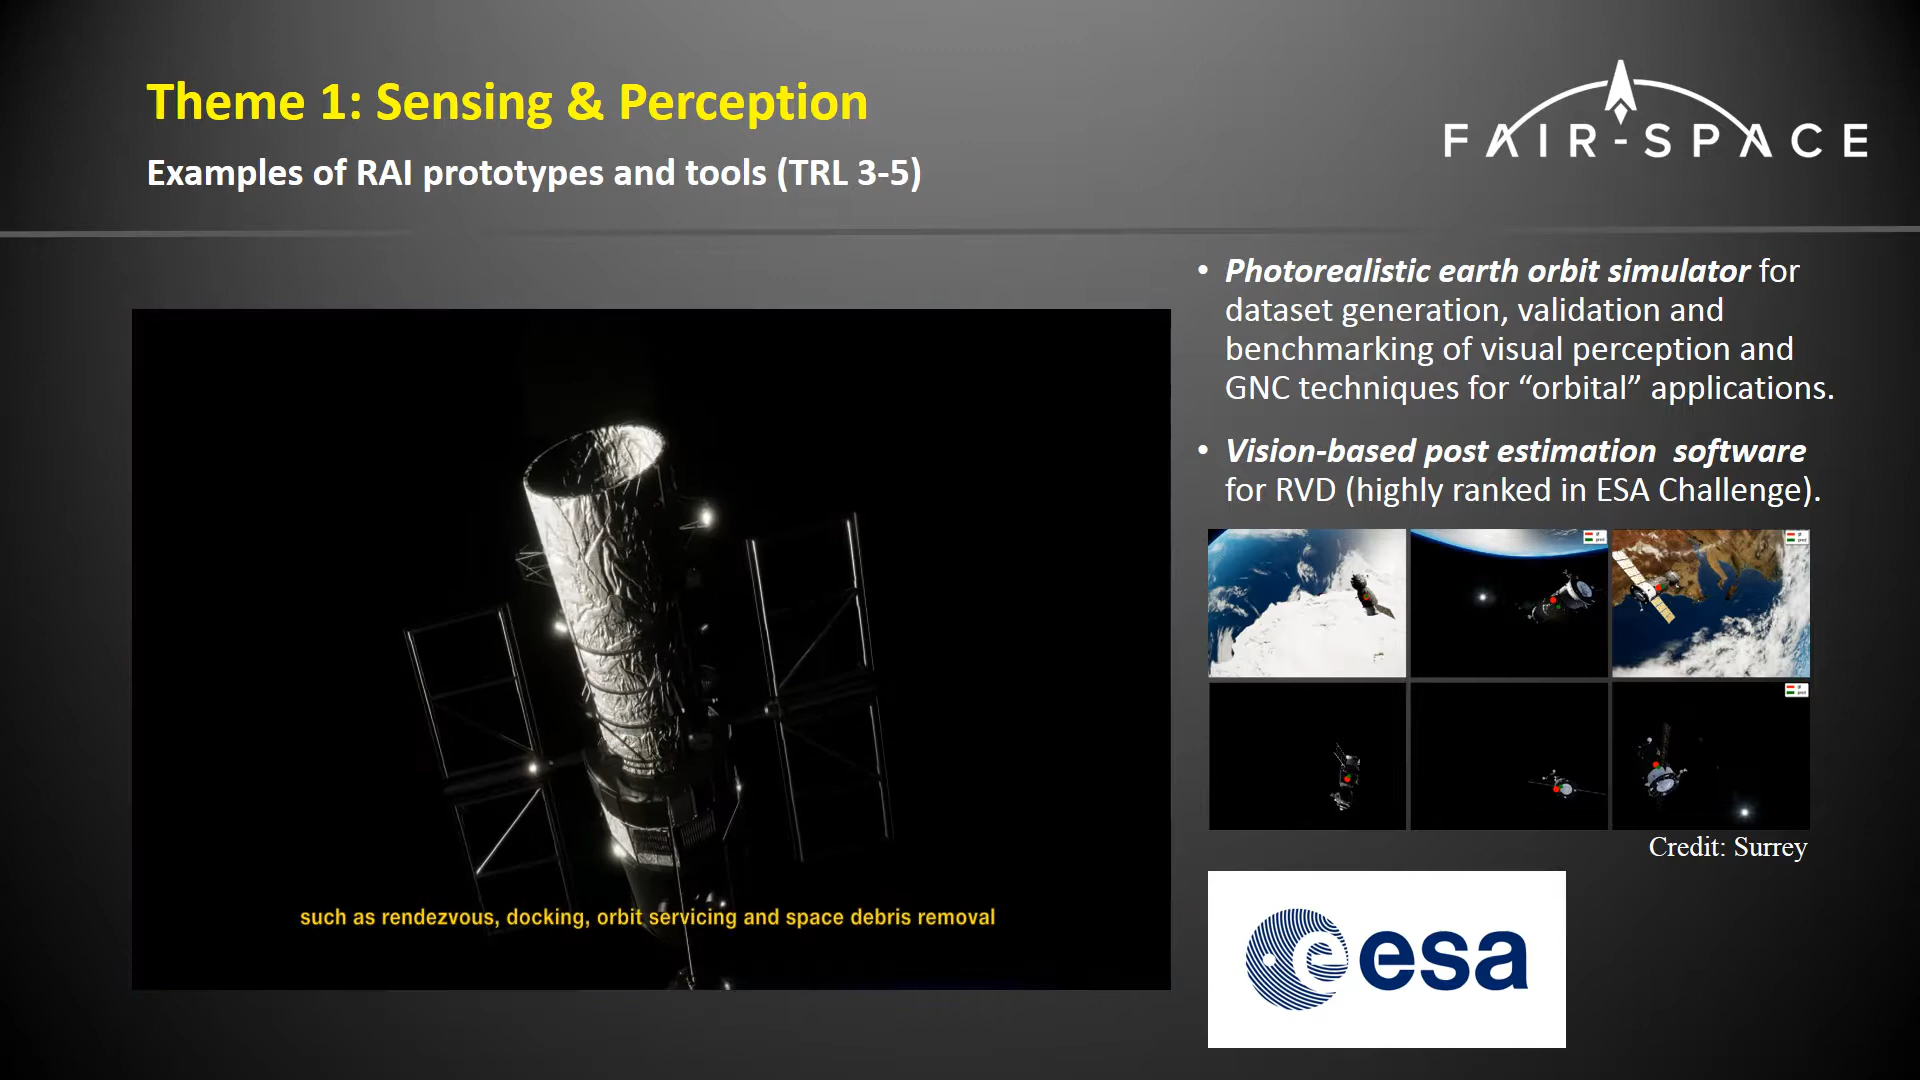 Theme 1: Sensing & Perception
Examples of RAI prototypes and tools (TRL 3-5)
FAIR-SPACE
• Photorealistic earth orbit simulator for
dataset generation, validation and
benchmarking of visual perception and
GNC techniques for “orbital” applications.
• Vision-based post estimation  software
for RVD (highly ranked in ESA Challenge).
such as rendezvous, docking, orbit servicing and space debris removal
Credit: Surrey
esa